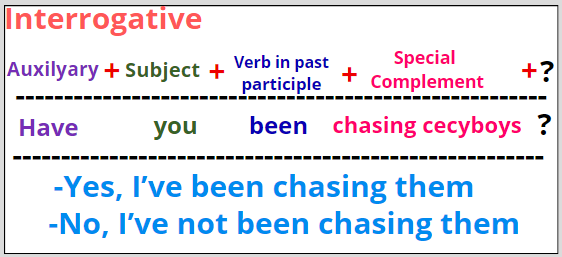 Interrogative
Auxilyary + Subject + Verb in past participle + Special Complement +?
Have you been chasing cecyboys ?
-Yes, I’ve been chasing them
-No, I’ve not been chasing them